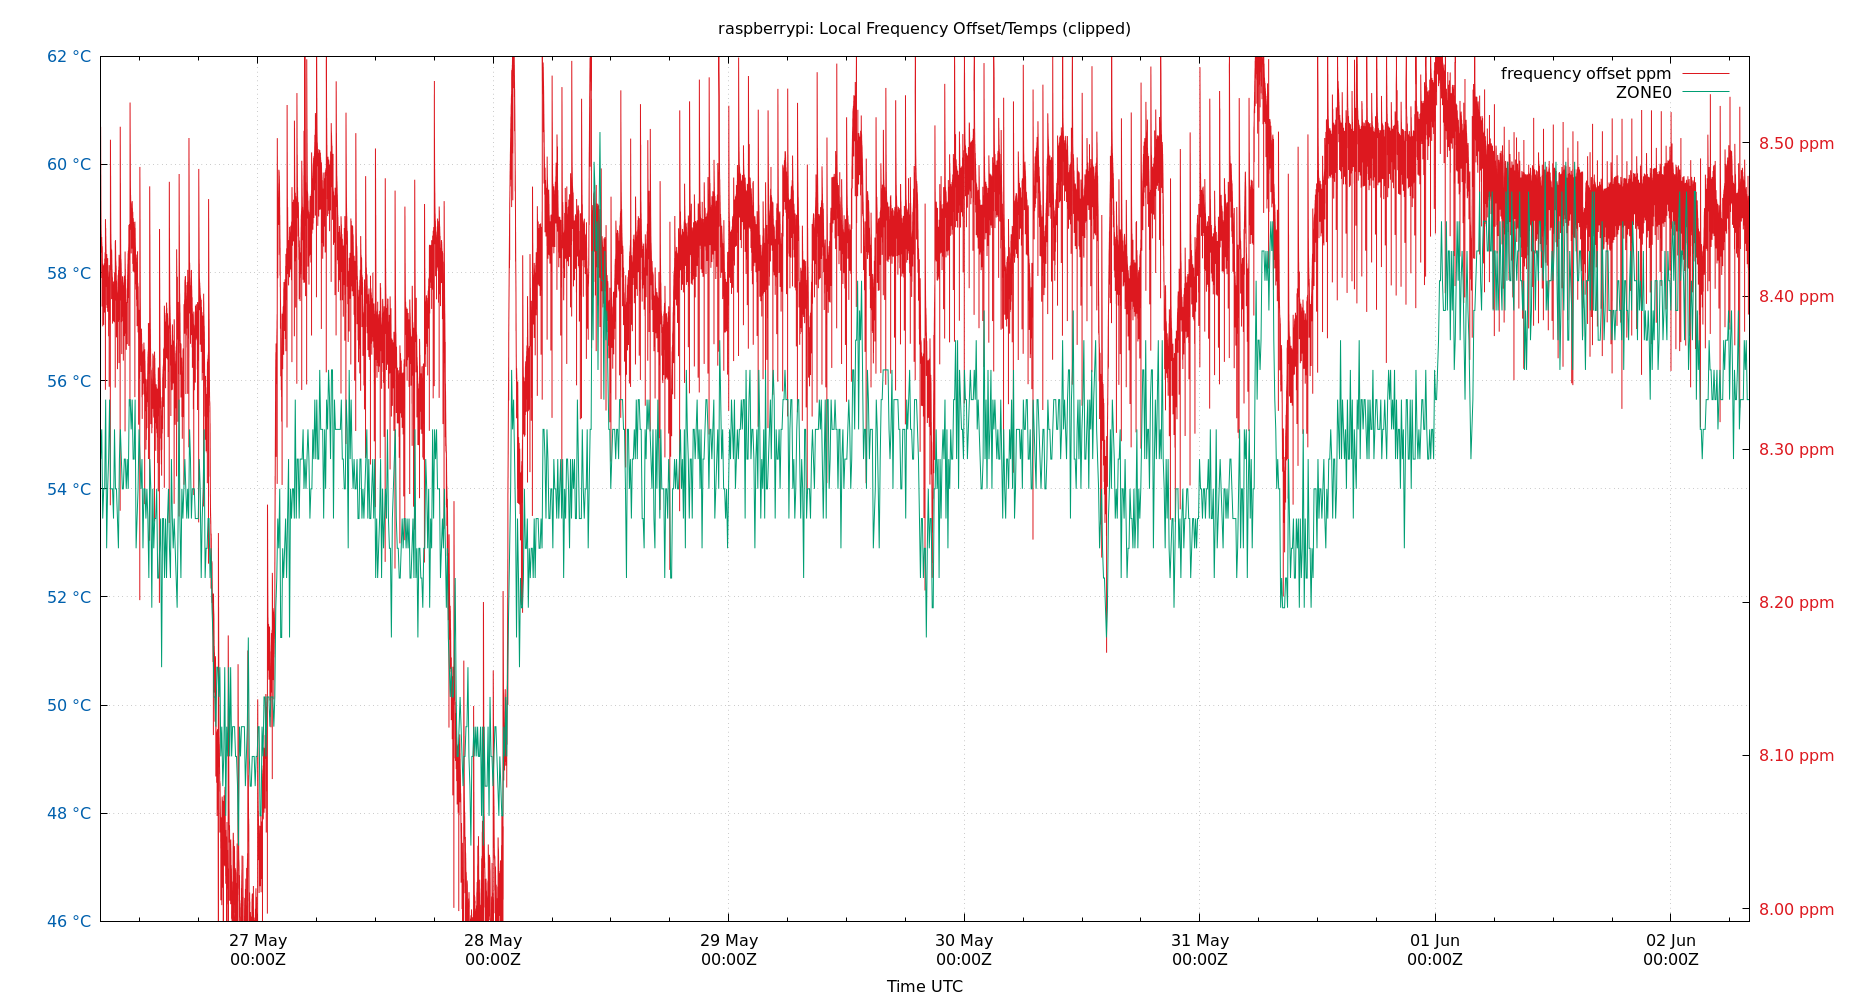 raspberrypi: Local Frequency Offset/Temps (clipped)
62 °C
60 °C
58 °C
56 °C
54 °C
52 °C
50 °C
48 °C
46 °C
frequency offset ppm
ZONE0
8.50 ppm
8.40 ppm
8.30 ppm
8.20 ppm
8.10 ppm
8.00 ppm
27 May 28 May 29 May 30 May 31 May 01 Jun 02 Jun
00:00Z 00:00Z 00:00Z 00:00Z 00:00Z 00:00Z 00:00Z
Time UTC